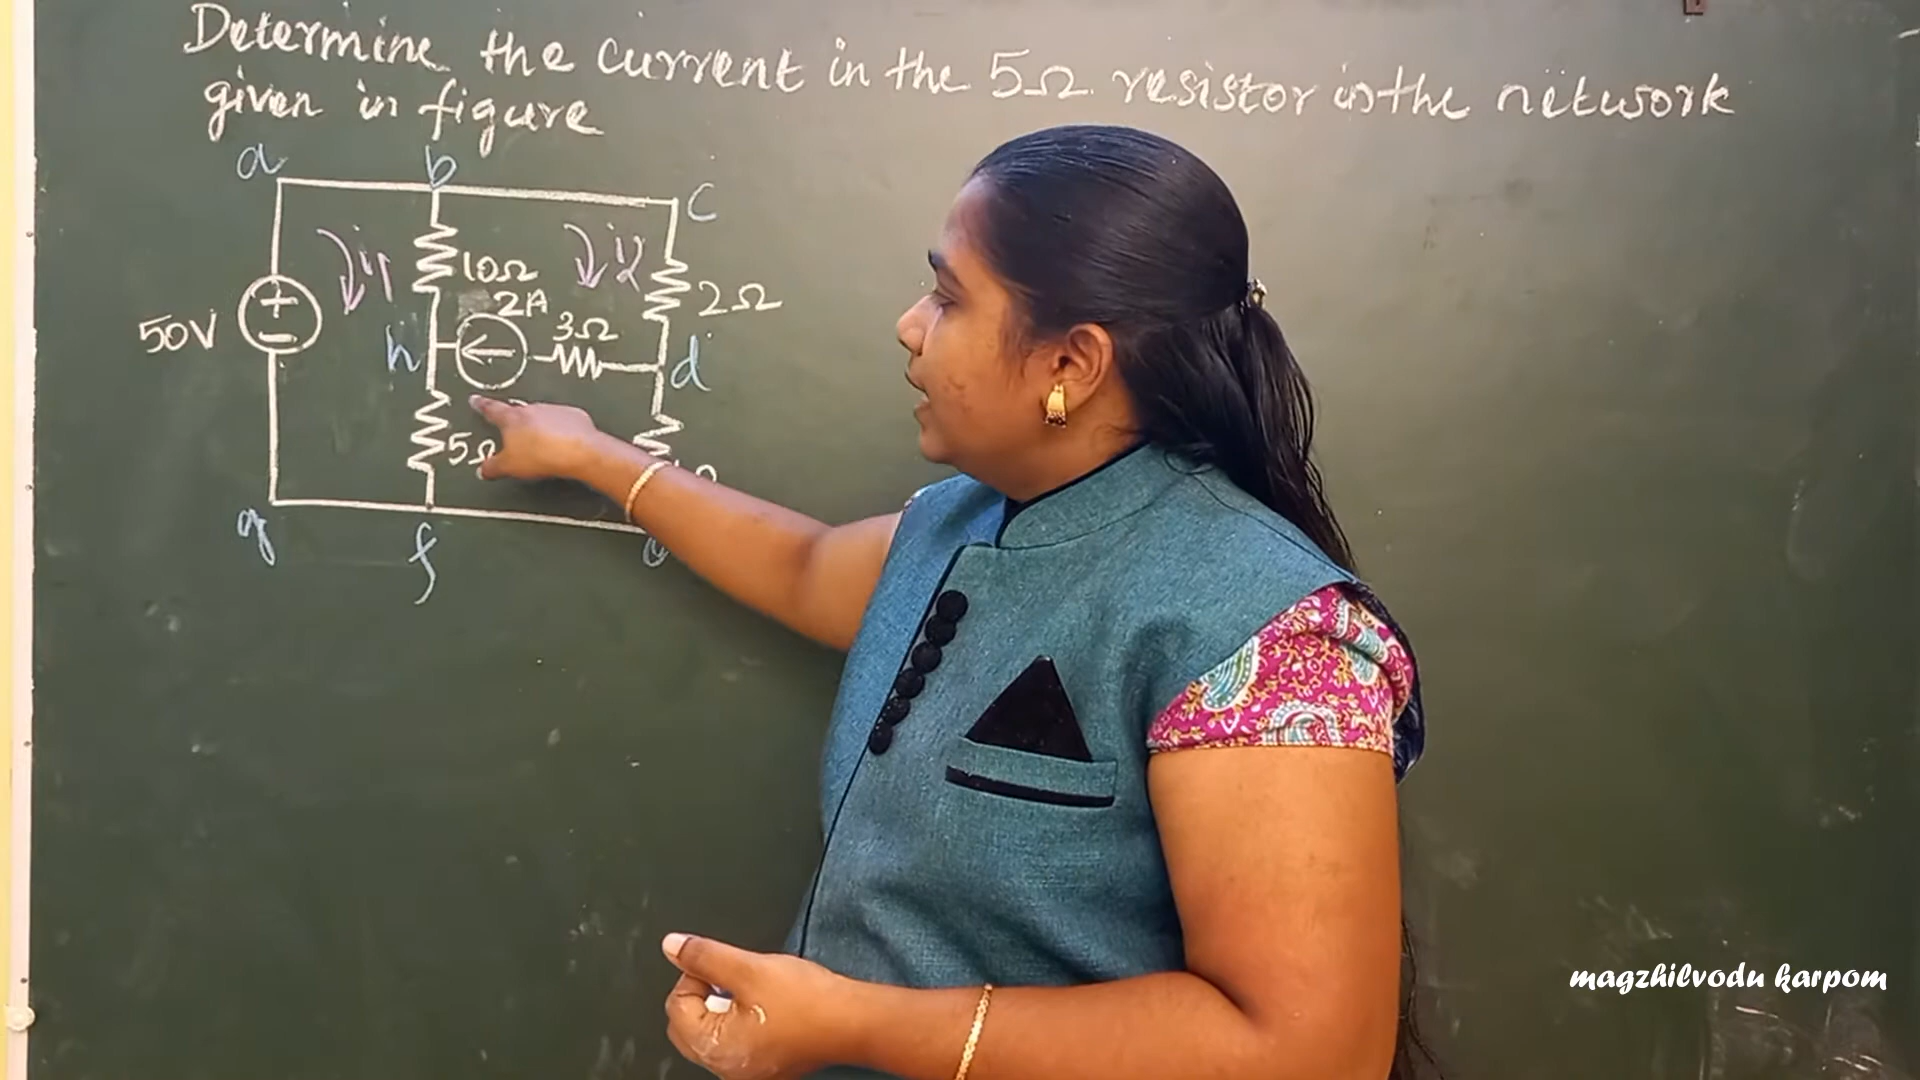 Determine the current in the 5Ω resistor in the network
given in figure
a
b
c
i1
i2
10Ω
2A
2Ω
50V
3Ω
h
d
5Ω
g
f
e
magzhilvodu karpom